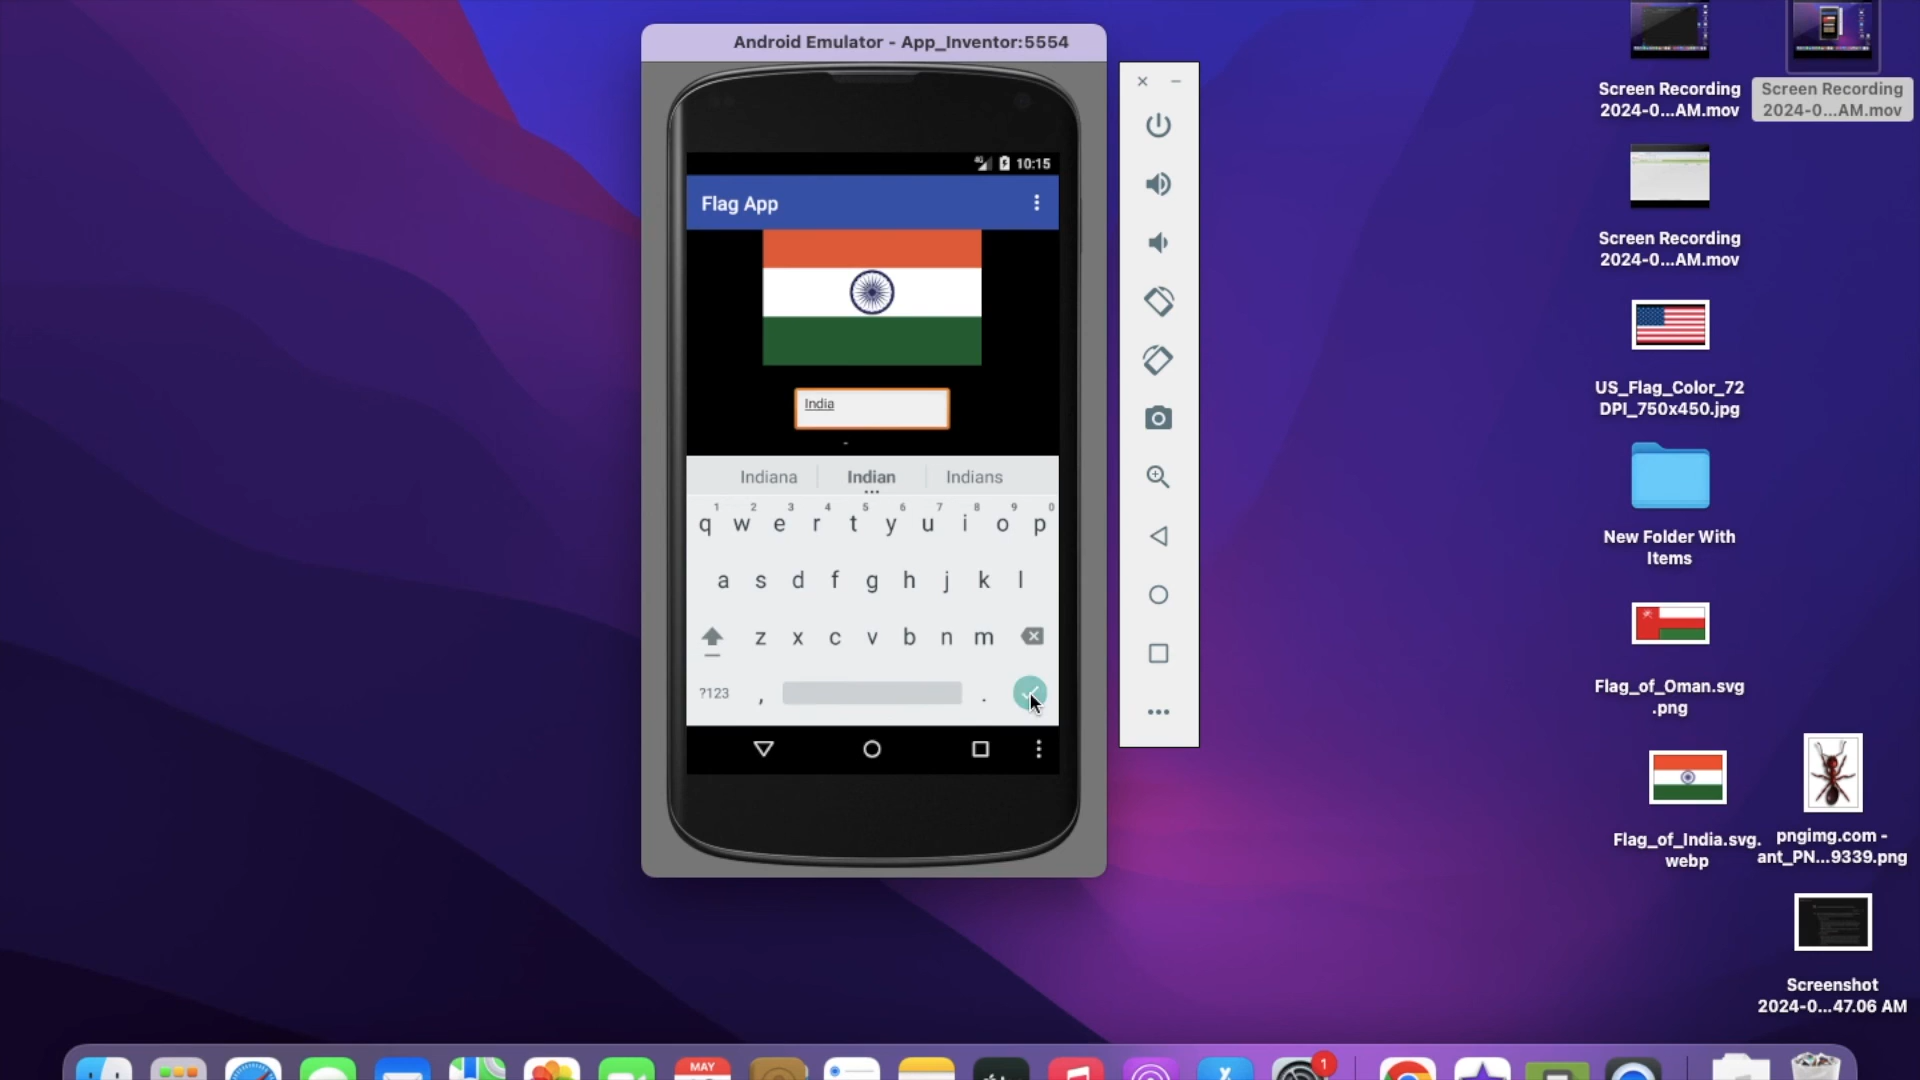 Android Emulator - App_Inventor:5554
10:15
Flag App
India
Indiana Indian Indians
1 2 3 4 5 6 7 8 9 0
q w e r t y u i o p
a s d f g h j k l
z x c v b n m
?123 , .
Screen Recording
2024-0...AM.mov
Screen Recording
2024-0...AM.mov
Screen Recording
2024-0...AM.mov
US_Flag_Color_72
DPI_750x450.jpg
New Folder With
Items
Flag_of_Oman.svg
.png
Flag_of_India.svg.
webp
pngimg.com -
ant_PN...9339.png
Screenshot
2024-0...47.06 AM
MAY
1